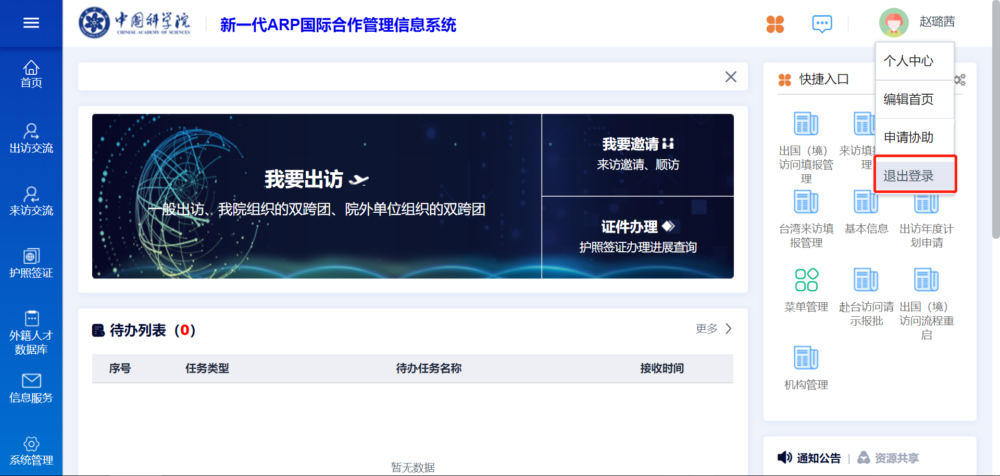 中国科学院
CHINESE ACADEMY OF SCIENCES
新一代ARP国际合作管理信息系统
赵璐茜
个人中心
编辑首页
申请协助
退出登录
首页
出访交流
来访交流
护照签证
外籍人才
数据库
信息服务
系统管理
我要出访
一般出访、我院组织的双跨团、院外单位组织的双跨团
我要邀请
来访邀请、顺访
证件办理
护照签证办理进展查询
待办列表（0）
更多
序号 任务类型 待办任务名称 接收时间
暂无数据
快捷入口
出国（境）
访问填报管
理
来访填
理
台湾来访填
报管理
基本信息
出访年度计
划申请
菜单管理
赴台访问请
示报批
出国（境）
访问流程重
启
机构管理
通知公告 | 资源共享